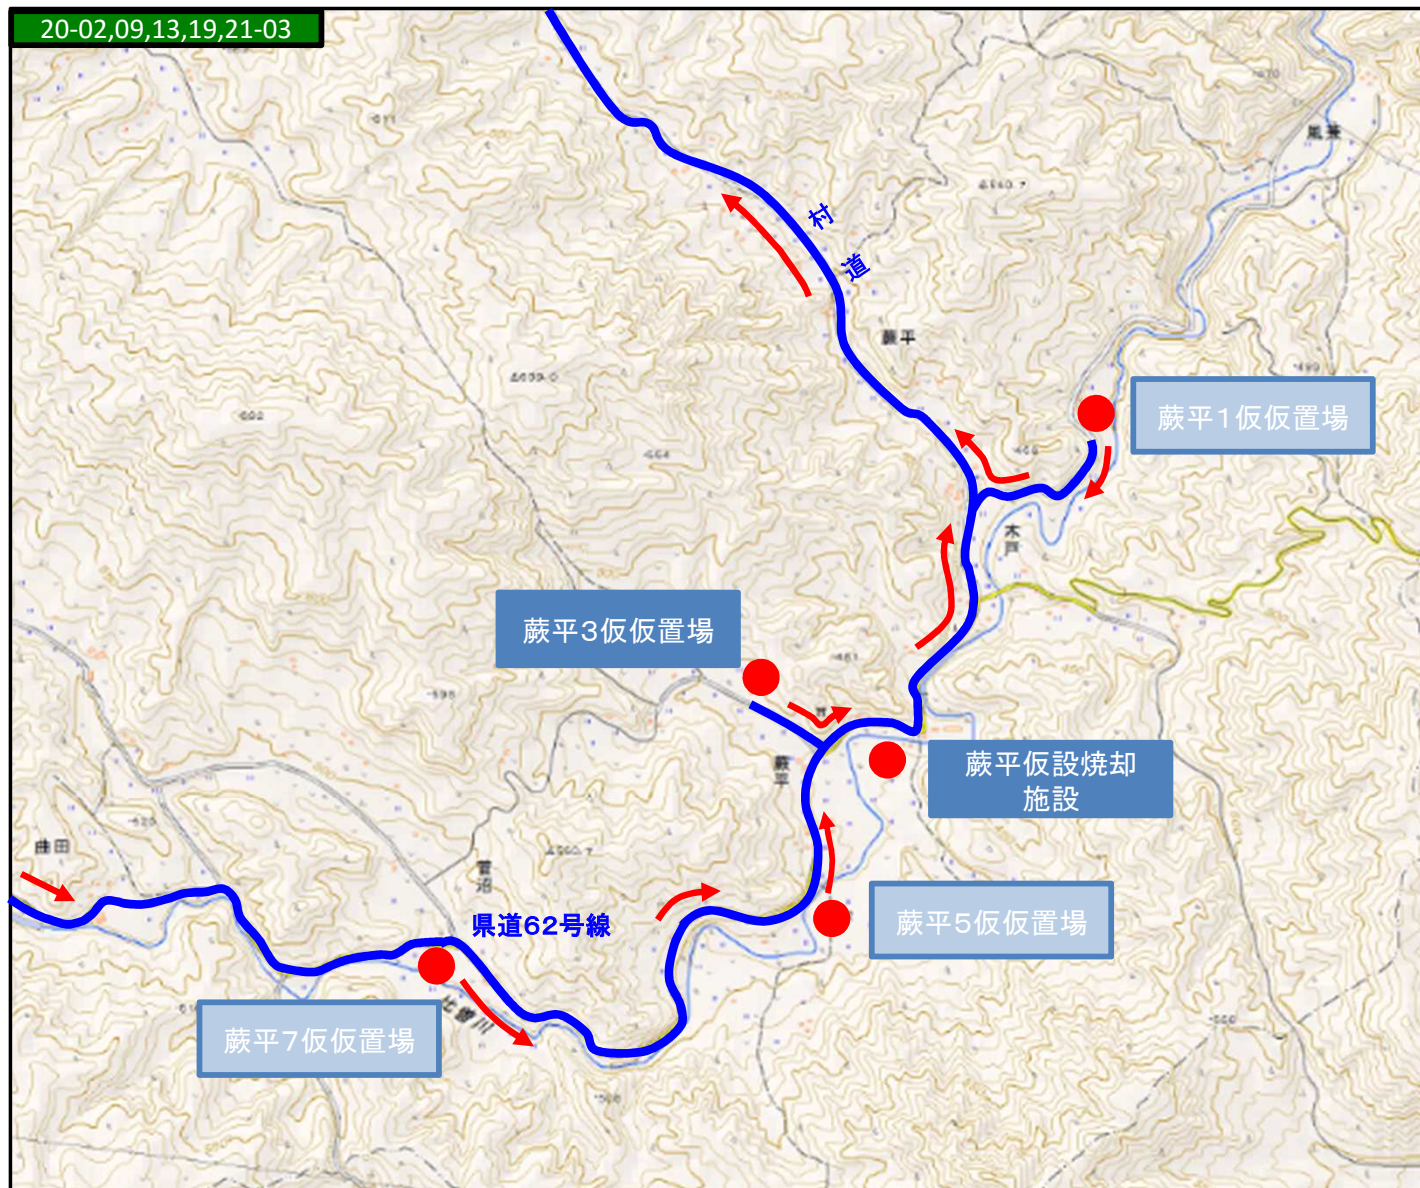 20-02,09,13,19,21-03
風兼
村
道
蕨平
蕨平1仮仮置場
木戸
蕨平3仮仮置場
蕨平
蕨平仮設焼却
施設
曲田
菅沼
県道62号線
蕨平5仮仮置場
比曽川
蕨平7仮仮置場